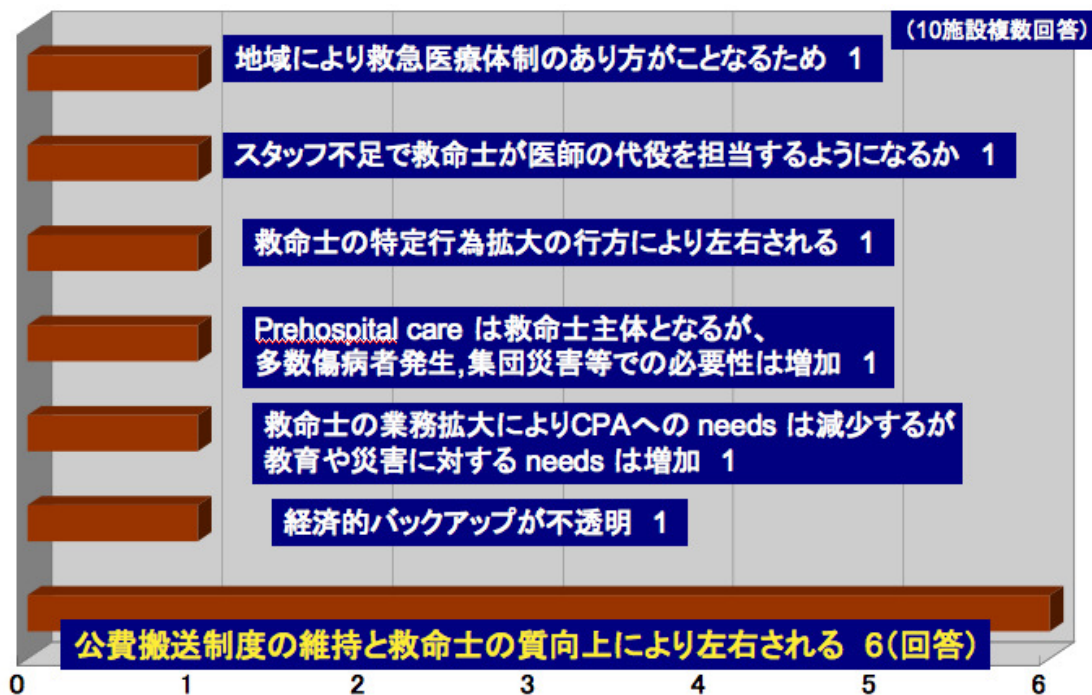 (10施設複数回答)
地域により救急医療体制のあり方がことなるため 1
スタッフ不足で救命士が医師の代役を担当するようになるか 1
救命士の特定行為拡大の行方により左右される 1
Prehospital care は救命士主体となるが、
多数傷病者発生,集団災害等での必要性は増加 1
救命士の業務拡大によりCPAへの needs は減少するが
教育や災害に対する needs は増加 1
経済的バックアップが不透明 1
公費搬送制度の維持と救命士の質向上により左右される 6(回答)
0 1 2 3 4 5 6